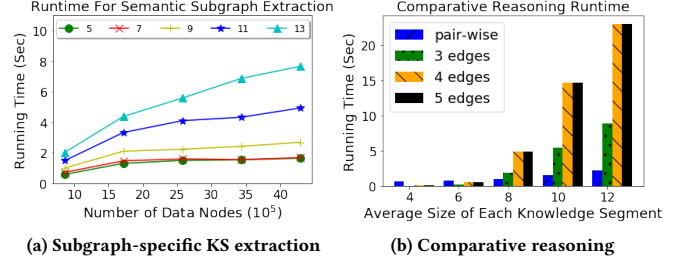 Runtime For Semantic Subgraph Extraction
5 7 9 11 13
Running Time (Sec)
10
8
6
4
2
0
10 15 20 25 30 35 40
Number of Data Nodes (10^5)
(a) Subgraph-specific KS extraction
Comparative Reasoning Runtime
pair-wise
3 edges
4 edges
5 edges
Running Time (Sec)
20
15
10
5
0
4 6 8 10 12
Average Size of Each Knowledge Segment
(b) Comparative reasoning